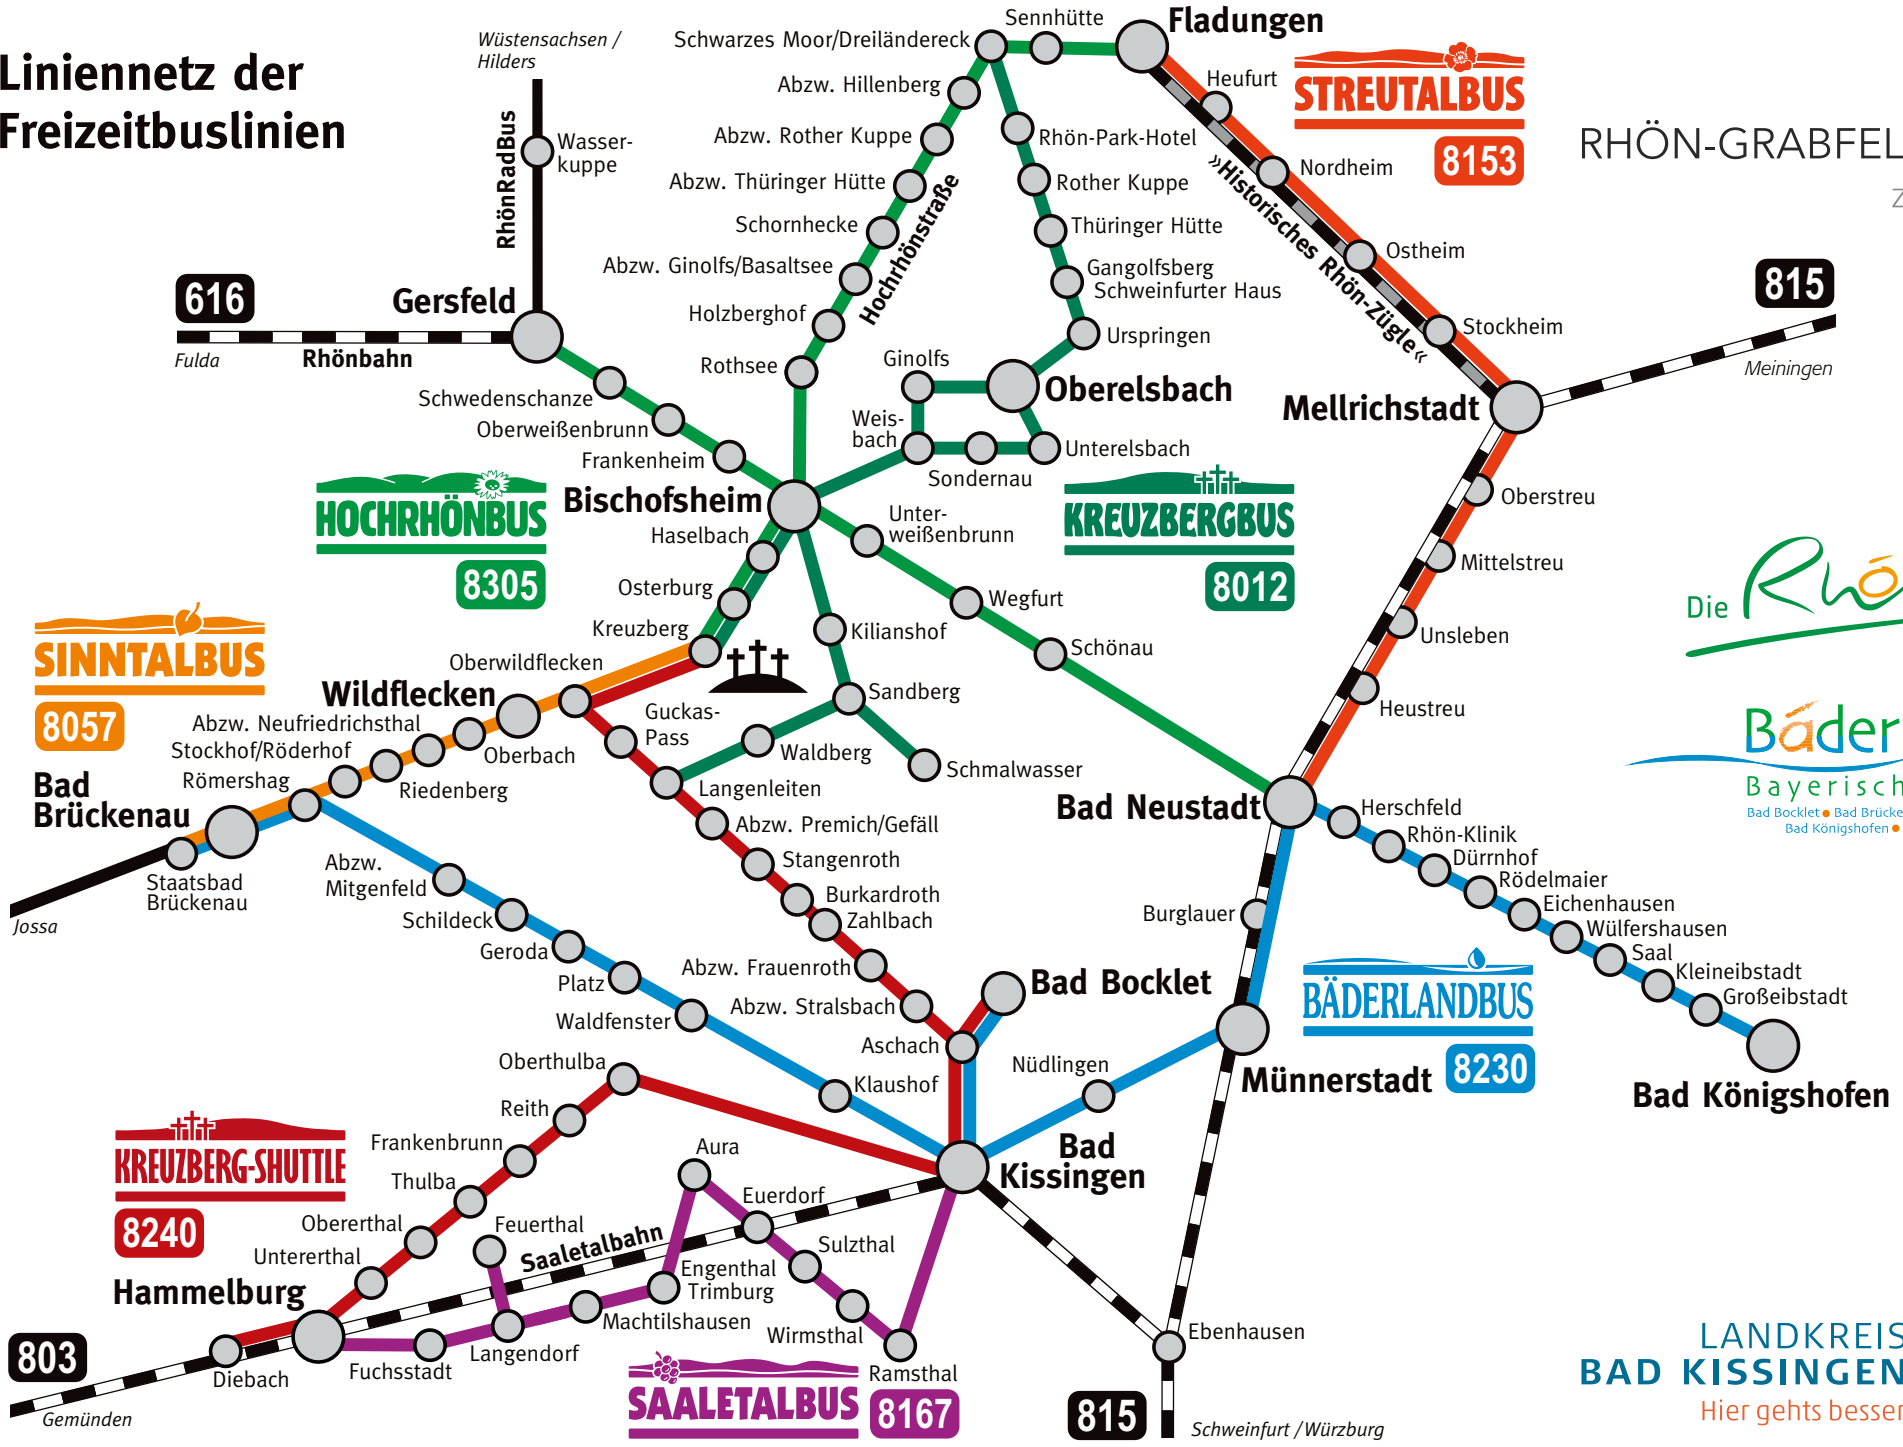 Liniennetz der
Freizeitbuslinien
Wüstensachsen /
Hilders
RhönRadBus
Wasser-
kuppe
616
Fulda
Rhönbahn
Gersfeld
Schwedenschanze
Oberweißenbrunn
Frankenheim
Bischofsheim
Sennhütte
Schwarzes Moor/Dreiländereck
Abzw. Hillenberg
Abzw. Rother Kuppe
Abzw. Thüringer Hütte
Schornhecke
Abzw. Ginolfs/Basaltsee
Holzberghof
Rothsee
Hochrhönstraße
Fladungen
Rhön-Park-Hotel
Rother Kuppe
Thüringer Hütte
Gangolfsberg
Schweinfurter Haus
Urspringen
Ginolfs
Oberelsbach
Weis-
bach
Sondernau
Unterelsbach
Heufurt
Nordheim
Ostheim
Stockheim
»Historisches Rhön-Zügle«
STREUTALBUS
8153
RHÖN-GRABFEL
Z
815
Meiningen
Mellrichstadt
Oberstreu
Mittelstreu
Unsleben
Heustreu
HOCHRHÖNBUS
8305
KREUZBERGBUS
8012
Haselbach
Osterburg
Kreuzberg
Unter-
weißenbrunn
Wegfurt
Schönau
Kilianshof
Sandberg
Waldberg
Schmalwasser
SINNTALBUS
8057
Oberwildflecken
Wildflecken
Abzw. Neufriedrichsthal
Stockhof/Röderhof
Römershag
Oberbach
Riedenberg
Bad
Brückenau
Staatsbad
Brückenau
Jossa
Guckas-
Pass
Langenleiten
Abzw. Premich/Gefäll
Stangenroth
Burkardroth
Zahlbach
Abzw. Frauenroth
Abzw. Stralsbach
Aschach
Bad Bocklet
Abzw.
Mitgenfeld
Schildeck
Geroda
Platz
Waldfenster
Klaushof
Die Rhö
Bäder
Bayerisch
Bad Bocklet ● Bad Brücke
Bad Königshofen ●
Bad Neustadt
Herschfeld
Rhön-Klinik
Dürrnhof
Rödelmaier
Eichenhausen
Wülfershausen
Saal
Kleineibstadt
Großeibstadt
Bad Königshofen
Burglauer
BÄDERLANDBUS
8230
Münnerstadt
Nüdlingen
Bad
Kissingen
Oberthulba
Reith
Frankenbrunn
Thulba
Obererthal
Untererthal
KREUZBERG-SHUTTLE
8240
Hammelburg
803
Gemünden
Diebach
Feuerthal
Saaletalbahn
Fuchsstadt
Langendorf
Machtilshausen
Engenthal
Trimburg
Aura
Euerdorf
Sulzthal
Wirmsthal
Ramsthal
SAALETALBUS
8167
Ebenhausen
815
Schweinfurt / Würzburg
LANDKREIS
BAD KISSINGEN
Hier gehts besser